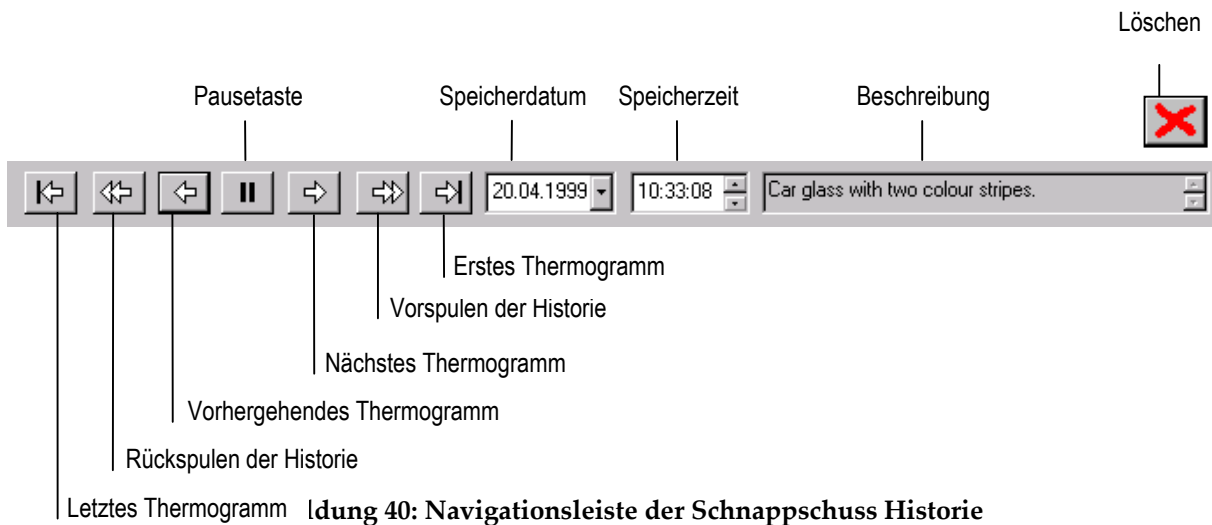 Löschen
Pausetaste Speicherdatum Speicherzeit Beschreibung
20.04.1999 10:33:08 Car glass with two colour stripes.
Erstes Thermogramm
Vorspulen der Historie
Nächstes Thermogramm
Vorhergehendes Thermogramm
Rückspulen der Historie
Letztes Thermogramm ldung 40: Navigationsleiste der Schnappschuss Historie